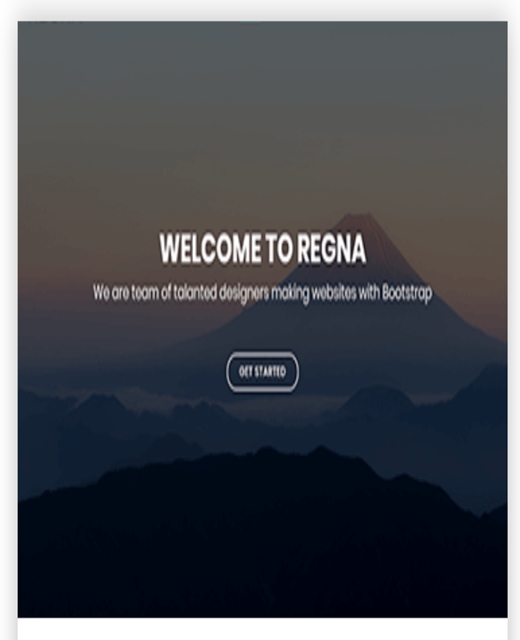 WELCOME TO REGNA
We are team of talanted designers making websites with Bootstrap
GET STARTED